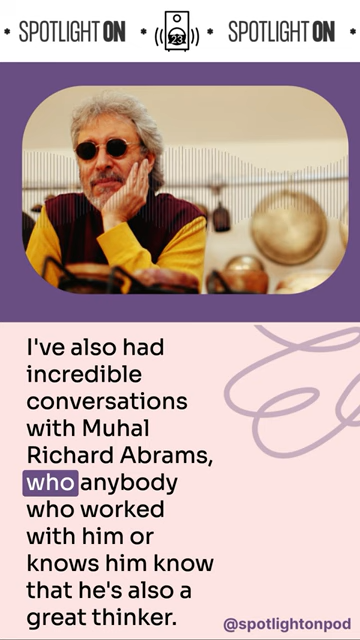 SPOTLIGHT ON
23
SPOTLIGHT ON
I've also had
incredible
conversations
with Muhal
Richard Abrams,
who anybody
who worked
with him or
knows him know
that he's also a
great thinker.
@spotlightonpod